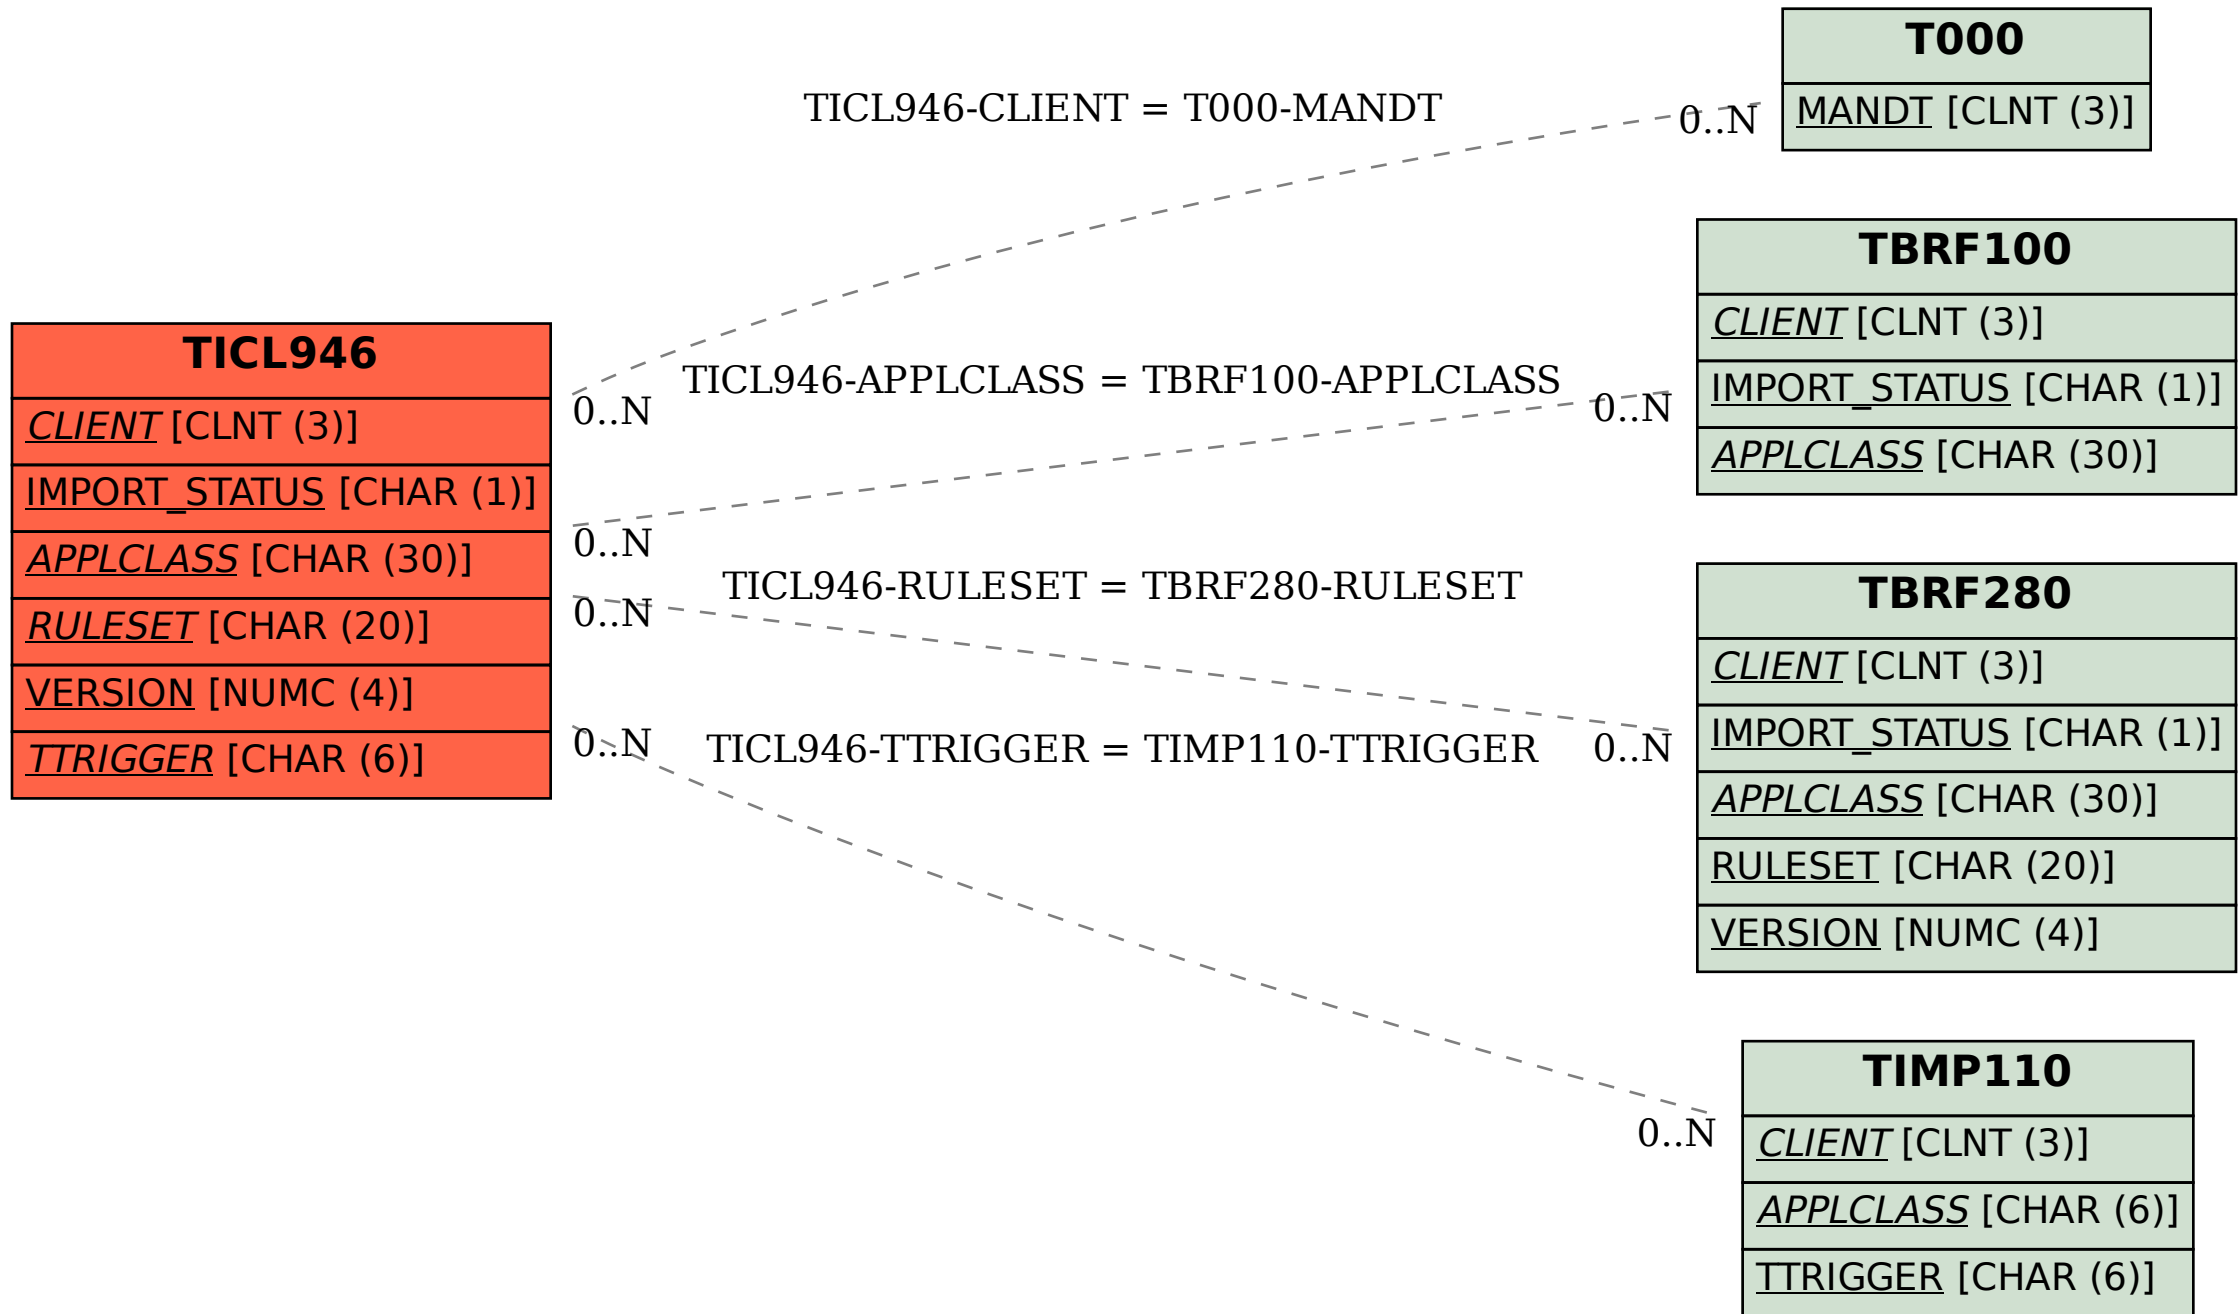 T000
MANDT [CLNT (3)]
TICL946-CLIENT = T000-MANDT
0..N
TBRF100
CLIENT [CLNT (3)]
IMPORT_STATUS [CHAR (1)]
APPLCLASS [CHAR (30)]
TICL946
CLIENT [CLNT (3)]
IMPORT_STATUS [CHAR (1)]
APPLCLASS [CHAR (30)]
RULESET [CHAR (20)]
VERSION [NUMC (4)]
TTRIGGER [CHAR (6)]
0..N
TICL946-APPLCLASS = TBRF100-APPLCLASS
0..N
0..N
TICL946-RULESET = TBRF280-RULESET
0..N
0..N
TICL946-TTRIGGER = TIMP110-TTRIGGER
0..N
TBRF280
CLIENT [CLNT (3)]
IMPORT_STATUS [CHAR (1)]
APPLCLASS [CHAR (30)]
RULESET [CHAR (20)]
VERSION [NUMC (4)]
0..N
TIMP110
CLIENT [CLNT (3)]
APPLCLASS [CHAR (6)]
TTRIGGER [CHAR (6)]